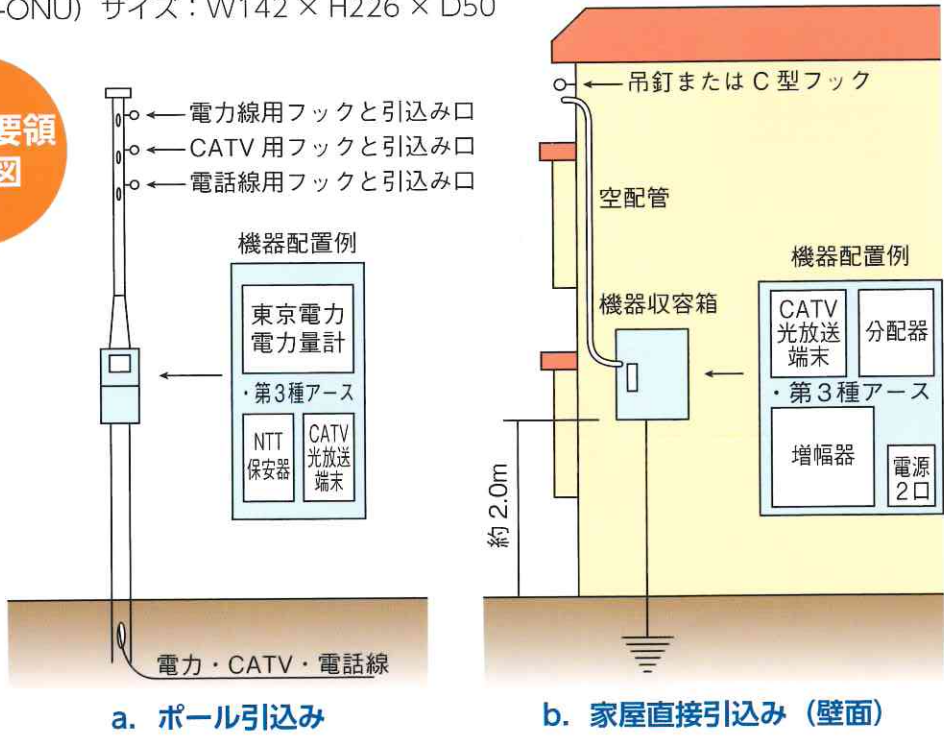 -ONU）サイズ：W142 × H226 × D50
要領
図
電力線用フックと引込み口
CATV 用フックと引込み口
電話線用フックと引込み口
機器配置例
東京電力
電力量計
・第３種アース
NTT
保安器
CATV
光放送
端末
電力・CATV・電話線
a. ポール引込み
吊釘または C 型フック
空配管
機器収容箱
約 2.0m
機器配置例
CATV
光放送
端末
分配器
・第３種アース
増幅器
電源
２口
b. 家屋直接引込み（壁面）